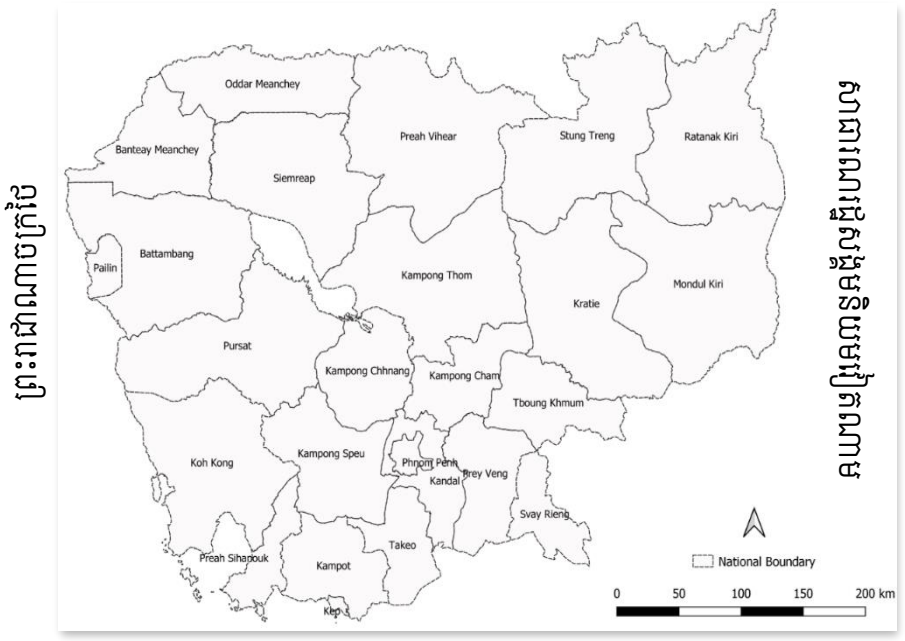 Oddar Meanchey
Preah Vihear
Stung Treng
Ratanak Kiri
Banteay Meanchey
Siemreap
Battambang
Pailin
Kampong Thom
Kratie
Mondul Kiri
Pursat
Kampong Chhnang
Kampong Cham
Tboung Khmum
Koh Kong
Kampong Speu
Phnom Penh
Kandal
Prey Veng
Svay Rieng
Preah Sihanouk
Kampot
Takeo
Kep
ព្រះរាជាណាចក្រថៃ
សាធារណរដ្ឋសង្គមនិយមវៀតណាម
National Boundary
0 50 100 150 200 km